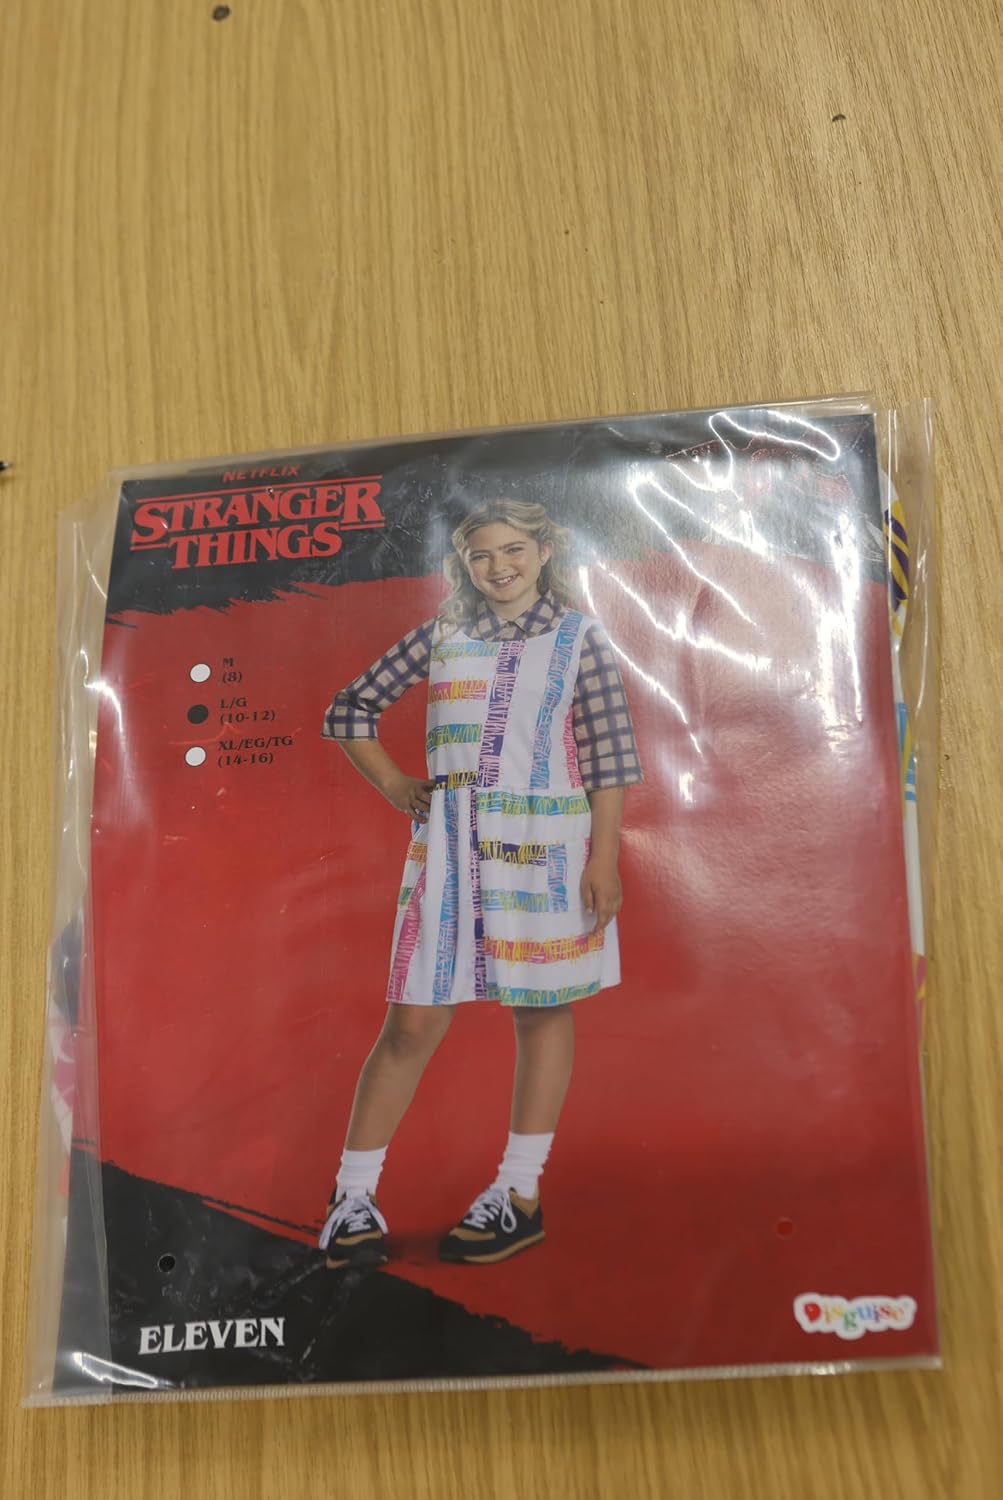 NETFLIX
STRANGER
THINGS
M
(8)
L/G
(10-12)
XL/EG/TG
(14-16)
ELEVEN
Disguise